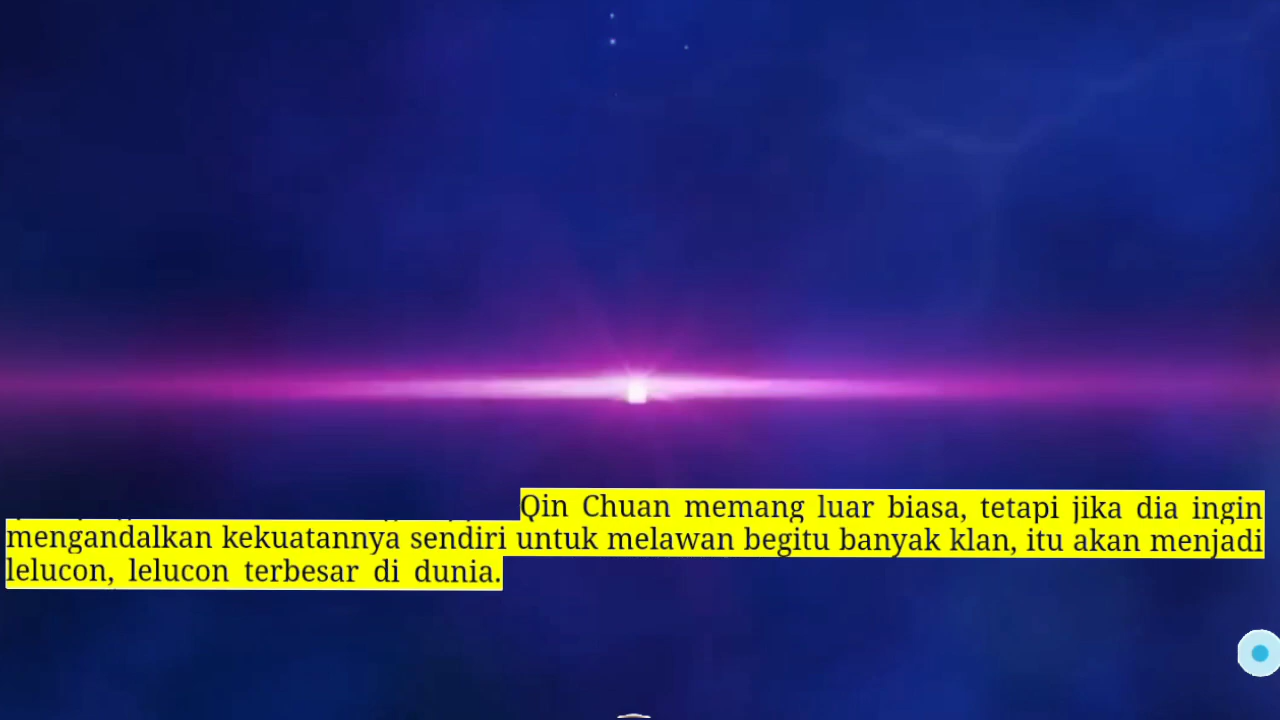 Qin Chuan memang luar biasa, tetapi jika dia ingin
mengandalkan kekuatannya sendiri untuk melawan begitu banyak klan, itu akan menjadi
lelucon, lelucon terbesar di dunia.